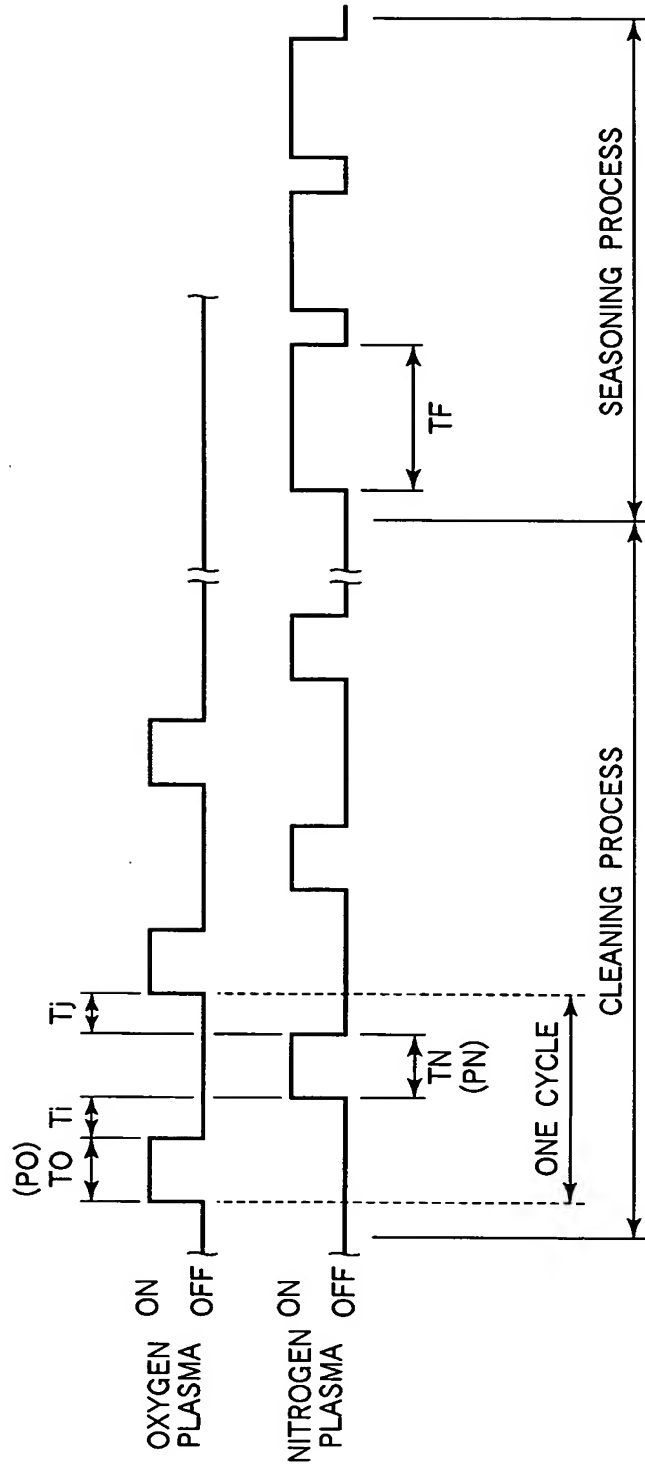 (PO)
TO
Ti
Tj
OXYGEN
PLASMA
ON
OFF
NITROGEN
PLASMA
ON
OFF
TN
(PN)
TF
ONE CYCLE
CLEANING PROCESS
SEASONING PROCESS